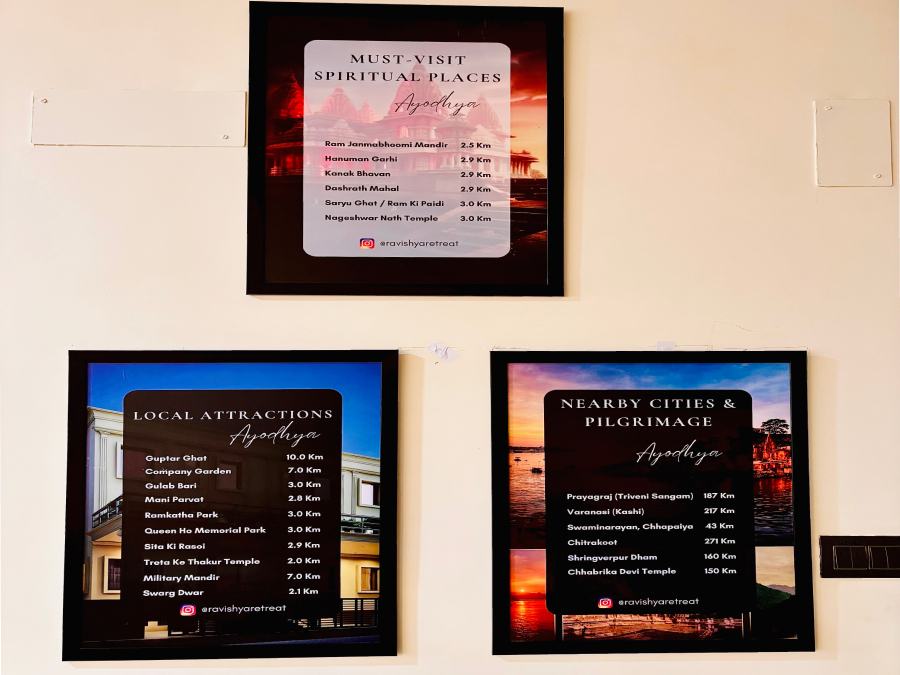 MUST-VISIT
SPIRITUAL PLACES
Ayodhya
Ram Janmabhoomi Mandir 2.5 Km
Hanuman Garhi 2.9 Km
Kanak Bhavan 2.9 Km
Dashrath Mahal 2.9 Km
Saryu Ghat / Ram Ki Paidi 3.0 Km
Nageshwar Nath Temple 3.0 Km
@ravishyaretreat
LOCAL ATTRACTIONS
Ayodhya
Guptar Ghat 10.0 Km
Company Garden 7.0 Km
Gulab Bari 3.0 Km
Mani Parvat 2.8 Km
Ramkatha Park 3.0 Km
Queen Ho Memorial Park 3.0 Km
Sita Ki Rasoi 2.9 Km
Treta Ke Thakur Temple 2.0 Km
Military Mandir 7.0 Km
Swarg Dwar 2.1 Km
@ravishyaretreat
NEARBY CITIES &
PILGRIMAGE
Ayodhya
Prayagraj (Triveni Sangam) 187 Km
Varanasi (Kashi) 217 Km
Swaminarayan, Chhapaiya 43 Km
Chitrakoot 271 Km
Shringverpur Dham 160 Km
Chhabrika Devi Temple 150 Km
@ravishyaretreat